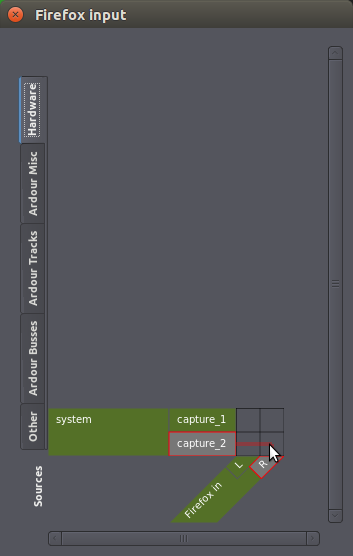 Firefox input
Hardware
Ardour Misc
Ardour Tracks
Ardour Busses
Other
Sources
system
capture_1
capture_2
L
R
Firefox in